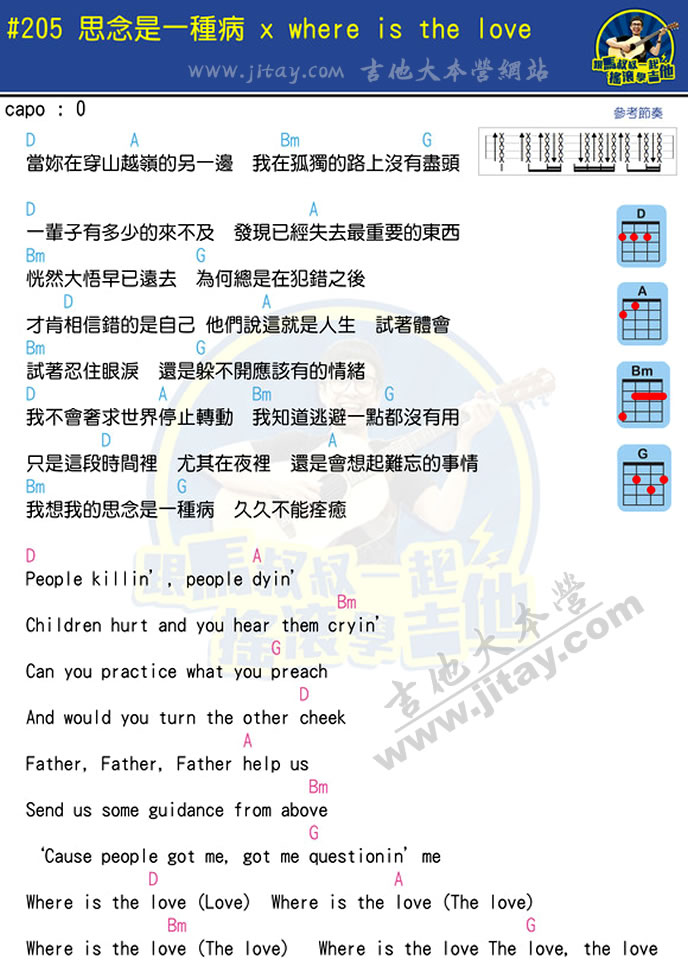 #205 思念是一種病 x where is the love
www.jitay.com 吉他大本營網站
跟馬叔叔一起
搖滾學吉他
capo : 0
參考節奏
D A Bm G
當妳在穿山越嶺的另一邊 我在孤獨的路上沒有盡頭
D A
一輩子有多少的來不及 發現已經失去最重要的東西
Bm G
恍然大悟早已遠去 為何總是在犯錯之後
D A
才肯相信錯的是自己 他們說這就是人生 試著體會
Bm G
試著忍住眼淚 還是躲不開應該有的情緒
D A Bm G
我不會奢求世界停止轉動 我知道逃避一點都沒有用
D A
只是這段時間裡 尤其在夜裡 還是會想起難忘的事情
Bm G
我想我的思念是一種病 久久不能痊癒
D
A
Bm
G
D A
People killin', people dyin'
Bm
Children hurt and you hear them cryin'
G
Can you practice what you preach
D
And would you turn the other cheek
A
Father, Father, Father help us
Bm
Send us some guidance from above
G
‘Cause people got me, got me questionin’ me
D A
Where is the love (Love) Where is the love (The love)
Bm G
Where is the love (The love) Where is the love The love, the love
跟馬叔叔一起
搖滾學吉他
吉他大本營
www.jitay.com